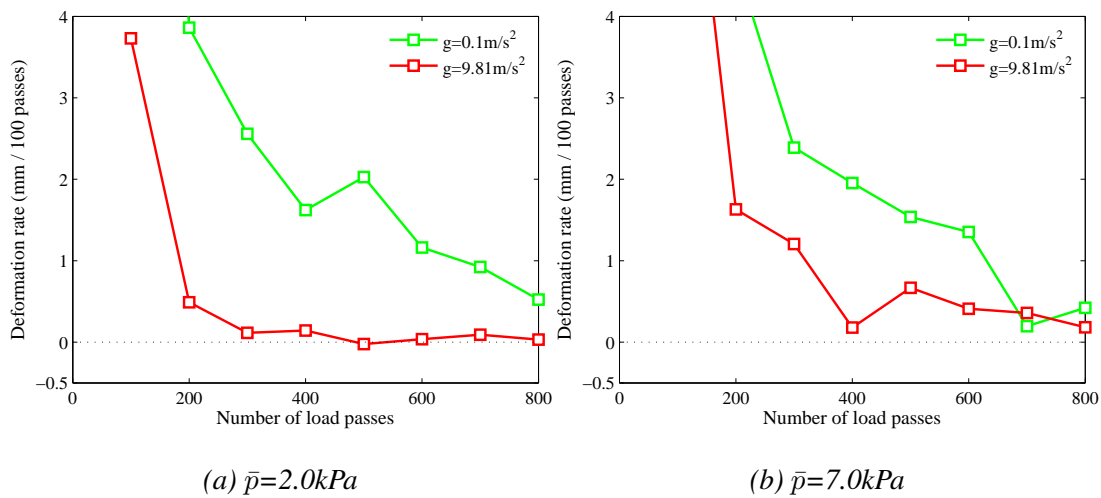 4
3
2
1
0
−0.5
0
200
400
600
800
Deformation rate (mm / 100 passes)
Number of load passes
g=0.1m/s²
g=9.81m/s²
(a) p̄=2.0kPa
4
3
2
1
0
−0.5
0
200
400
600
800
Deformation rate (mm / 100 passes)
Number of load passes
g=0.1m/s²
g=9.81m/s²
(b) p̄=7.0kPa